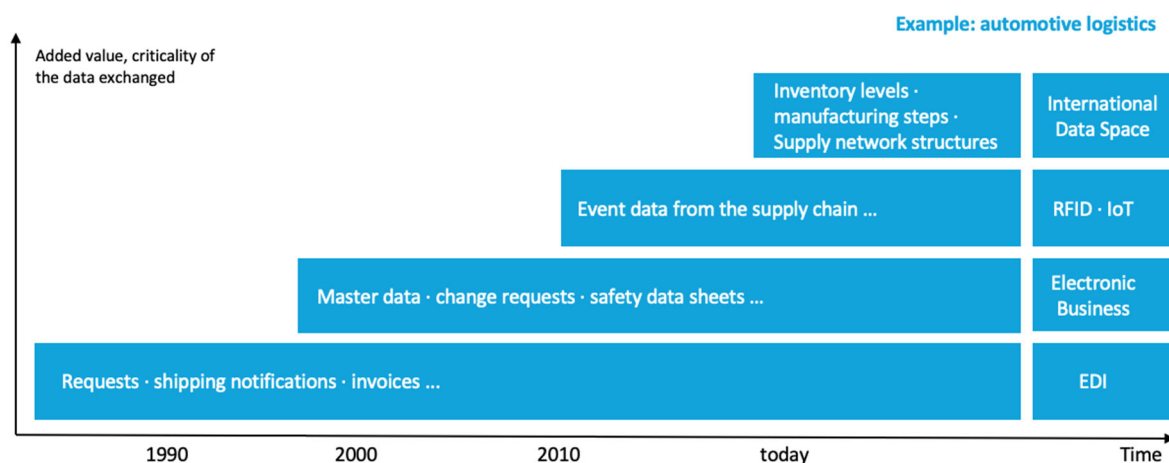 Example: automotive logistics
Added value, criticality of
the data exchanged
Inventory levels ·
manufacturing steps ·
Supply network structures
International
Data Space
Event data from the supply chain ...
RFID · IoT
Master data · change requests · safety data sheets ...
Electronic
Business
Requests · shipping notifications · invoices ...
EDI
1990 2000 2010 today Time